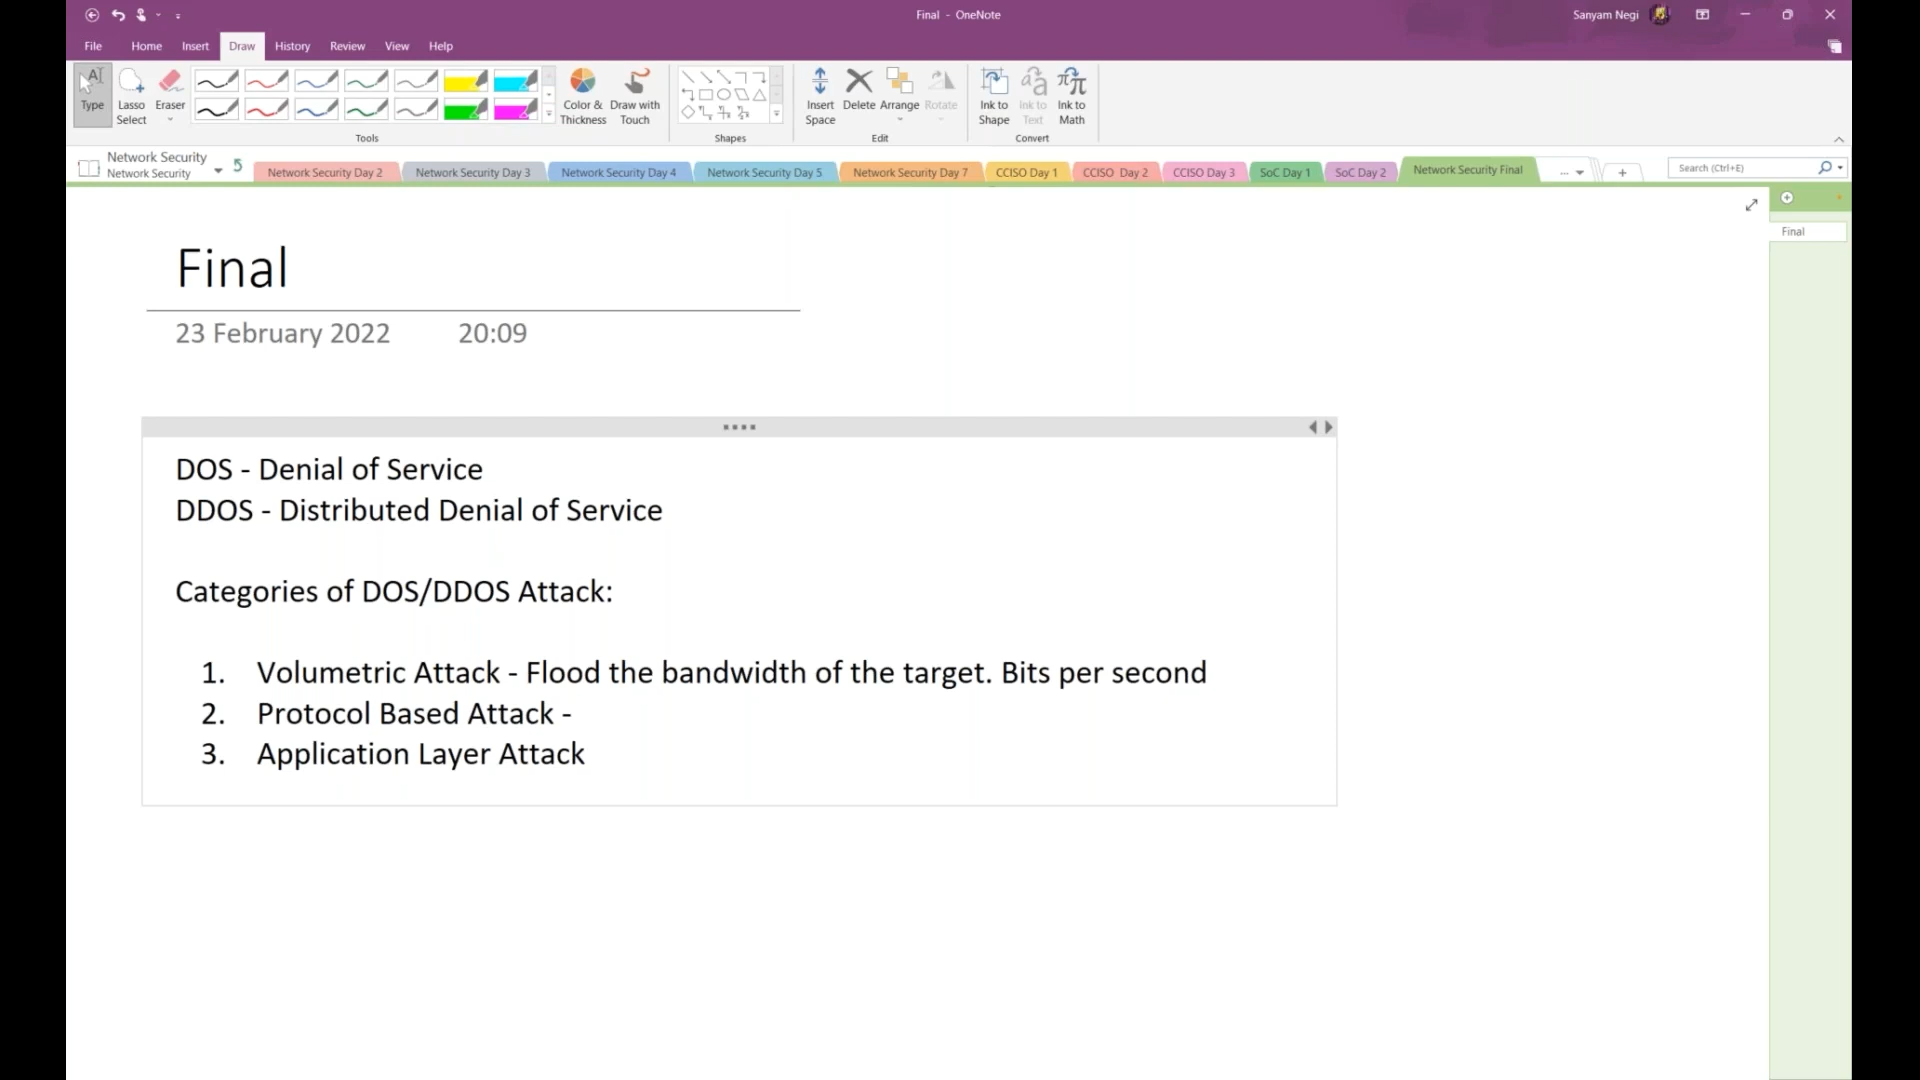 Final - OneNote
Sanyam Negi
File Home Insert Draw History Review View Help
Type
Lasso Select
Eraser
Color & Thickness
Draw with Touch
Insert Space
Delete
Arrange
Rotate
Ink to Shape
Ink to Text
Ink to Math
Tools
Shapes
Edit
Convert
Network Security
Network Security
Network Security Day 2
Network Security Day 3
Network Security Day 4
Network Security Day 5
Network Security Day 7
CCISO Day 1
CCISO Day 2
CCISO Day 3
SoC Day 1
SoC Day 2
Network Security Final
...
Search (Ctrl+E)
Final
Final
23 February 2022 20:09
DOS - Denial of Service
DDOS - Distributed Denial of Service
Categories of DOS/DDOS Attack:
1. Volumetric Attack - Flood the bandwidth of the target. Bits per second
2. Protocol Based Attack -
3. Application Layer Attack